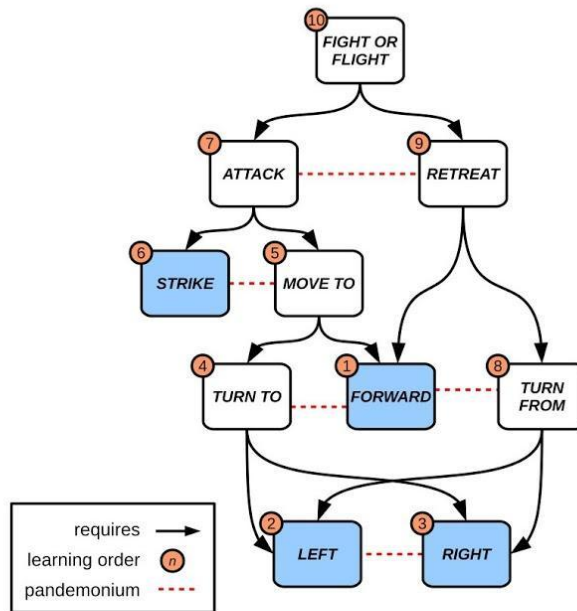 10
FIGHT OR
FLIGHT
7
ATTACK
9
RETREAT
6
STRIKE
5
MOVE TO
4
TURN TO
1
FORWARD
8
TURN
FROM
2
LEFT
3
RIGHT
requires
learning order n
pandemonium